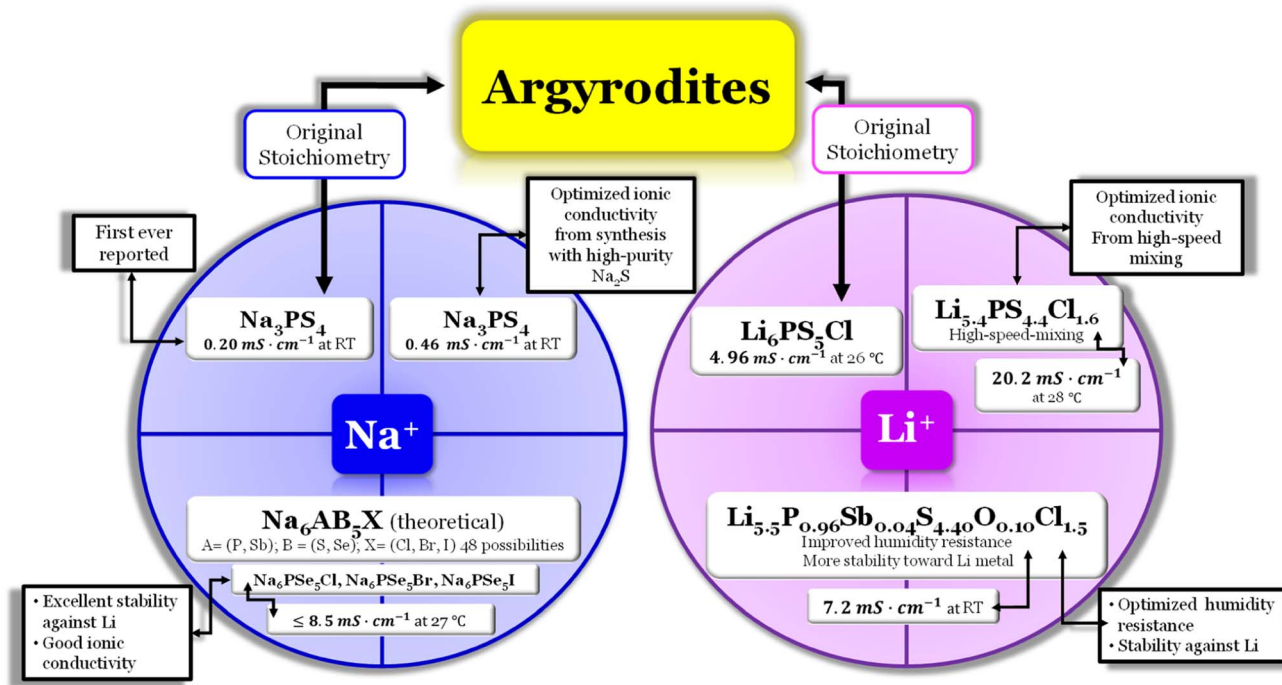 Argyrodites
Original
Stoichiometry
Original
Stoichiometry
First ever
reported
Optimized ionic
conductivity
from synthesis
with high-purity
Na₂S
Optimized ionic
conductivity
From high-speed
mixing
Na₃PS₄
0.20 mS · cm⁻¹ at RT
Na₃PS₄
0.46 mS · cm⁻¹ at RT
Li₆PS₅Cl
4.96 mS · cm⁻¹ at 26 °C
Li₅.₄PS₄.₄Cl₁.₆
High-speed-mixing
20.2 mS · cm⁻¹
at 28 °C
Na⁺
Li⁺
Na₆AB₅X (theoretical)
A= (P, Sb); B = (S, Se); X= (Cl, Br, I) 48 possibilities
Na₆PSe₅Cl, Na₆PSe₅Br, Na₆PSe₅I
≤ 8.5 mS · cm⁻¹ at 27 °C
• Excellent stability
against Li
• Good ionic
conductivity
Li₅.₅P₀.₉₆Sb₀.₀₄S₄.₄₀O₀.₁₀Cl₁.₅
Improved humidity resistance
More stability toward Li metal
7.2 mS · cm⁻¹ at RT
• Optimized humidity
resistance
• Stability against Li